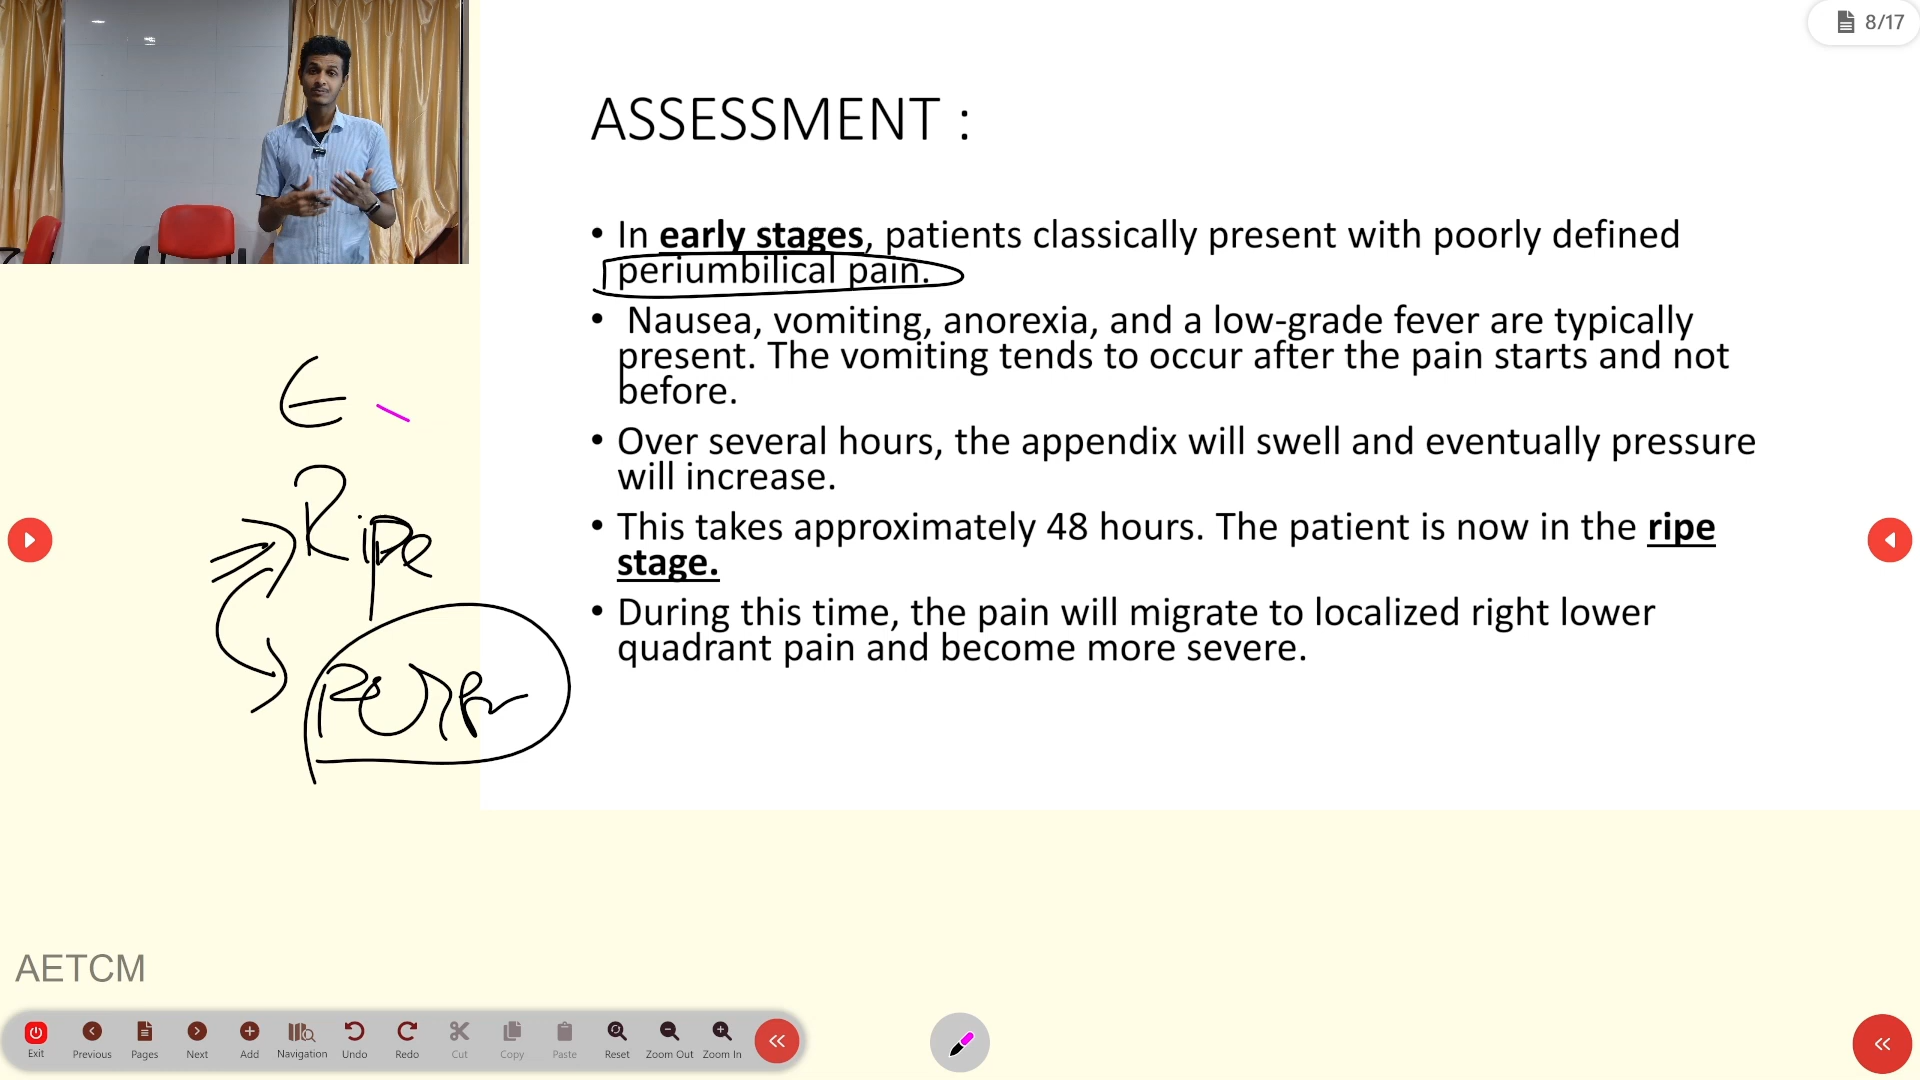 8/17
ASSESSMENT :
• In early stages, patients classically present with poorly defined
periumbilical pain.
• Nausea, vomiting, anorexia, and a low-grade fever are typically
present. The vomiting tends to occur after the pain starts and not
before.
• Over several hours, the appendix will swell and eventually pressure
will increase.
• This takes approximately 48 hours. The patient is now in the ripe
stage.
• During this time, the pain will migrate to localized right lower
quadrant pain and become more severe.
E
Ripe
AETCM
Exit Previous Pages Next Add Navigation Undo Redo Cut Copy Paste Reset Zoom Out Zoom In